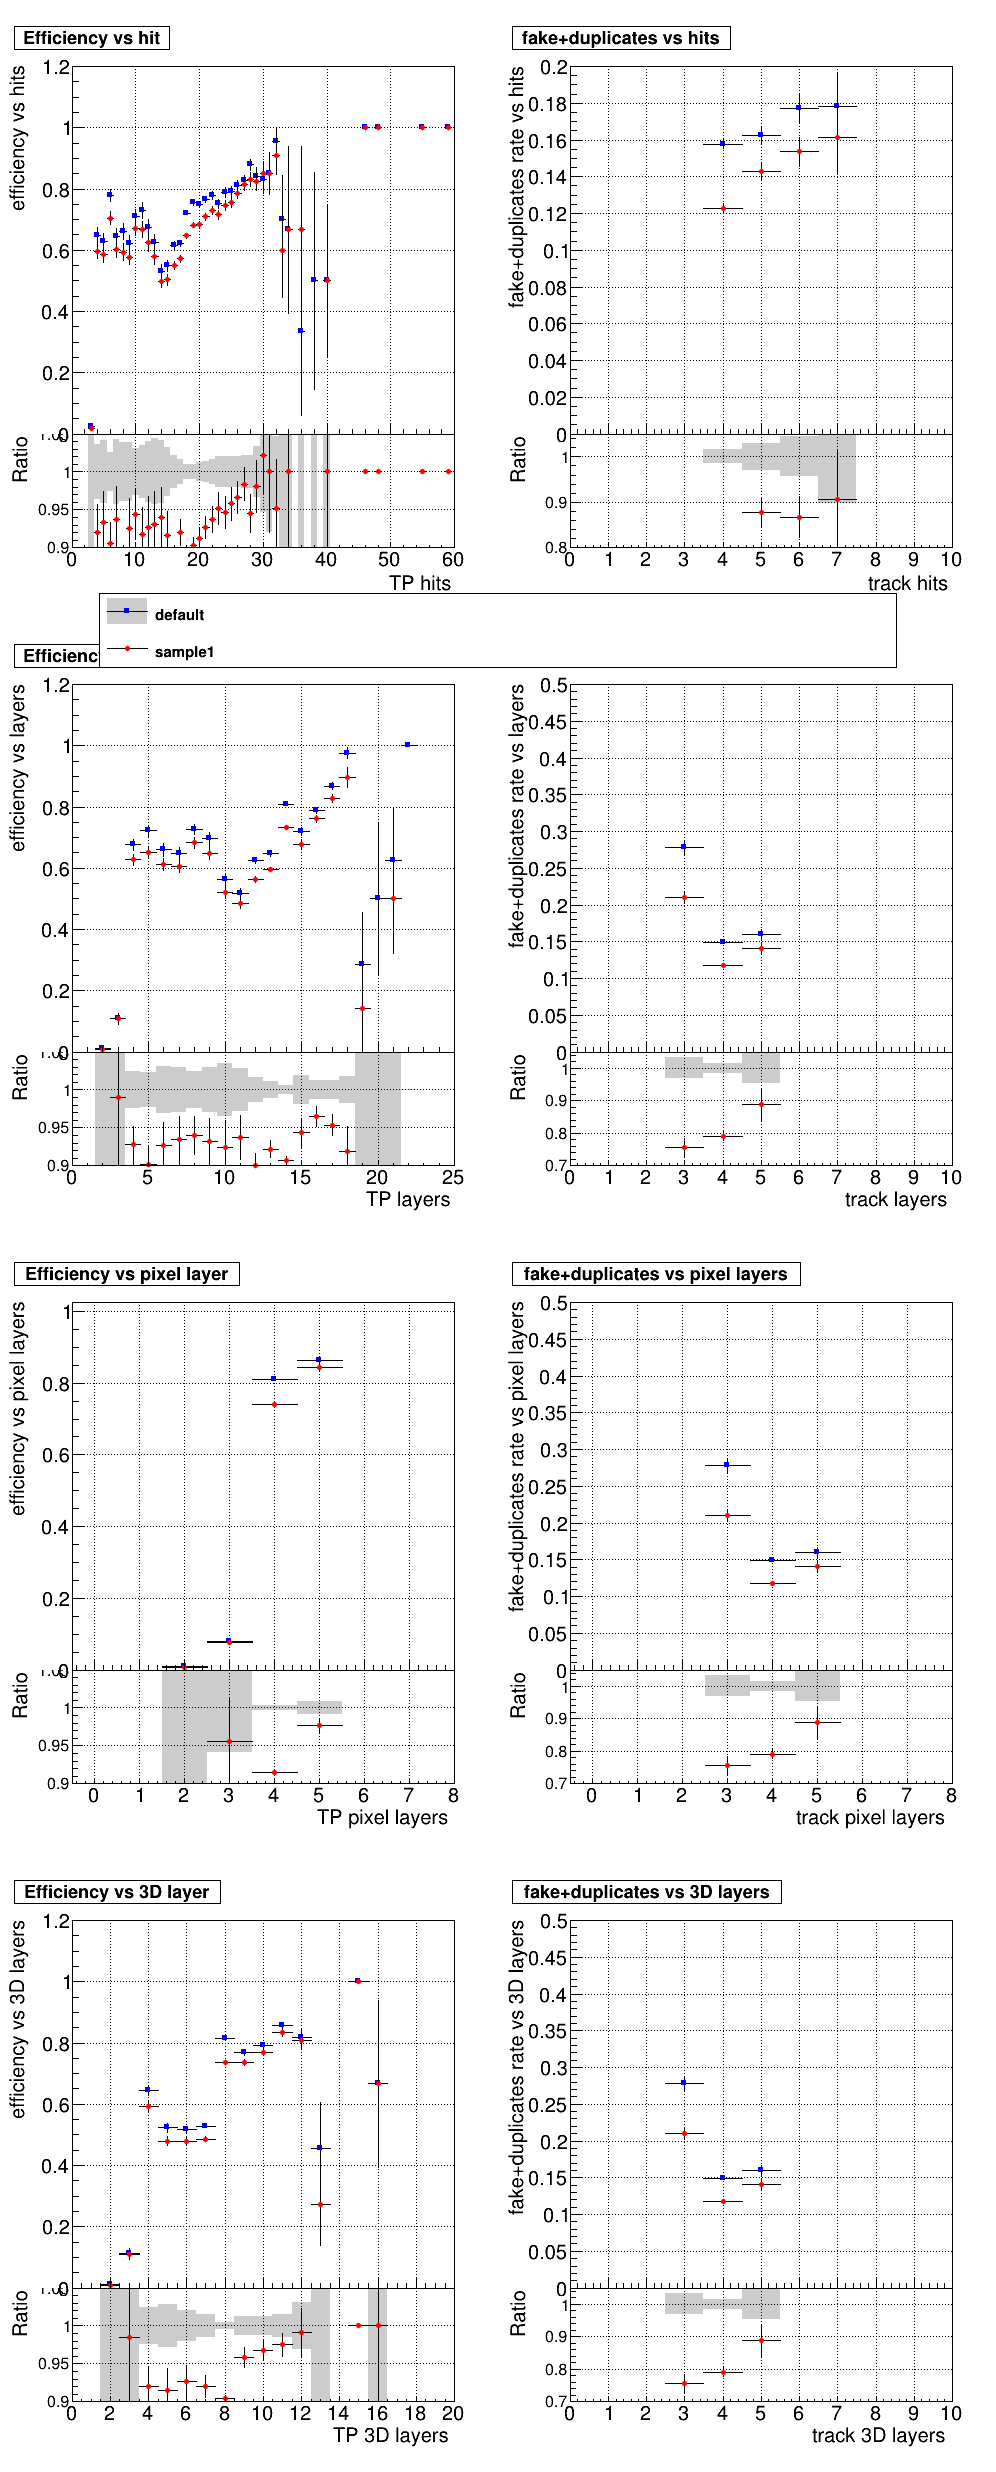 Efficiency vs hit
fake+duplicates vs hits
efficiency vs hits
1.2
1
0.8
0.6
0.4
0.2
0
Ratio
1
0.95
0.9
0 10 20 30 40 50 60
TP hits
fake+duplicates rate vs hits
0.2
0.18
0.16
0.14
0.12
0.1
0.08
0.06
0.04
0.02
0
Ratio
1
0.9
0.8
0 1 2 3 4 5 6 7 8 9 10
track hits
default
sample1
Efficienc
efficiency vs layers
1.2
1
0.8
0.6
0.4
0.2
0
Ratio
1
0.95
0.9
0 5 10 15 20 25
TP layers
fake+duplicates rate vs layers
0.5
0.45
0.4
0.35
0.3
0.25
0.2
0.15
0.1
0.05
0
Ratio
1
0.9
0.8
0.7
0 1 2 3 4 5 6 7 8 9 10
track layers
Efficiency vs pixel layer
fake+duplicates vs pixel layers
efficiency vs pixel layers
1
0.8
0.6
0.4
0.2
0
Ratio
1
0.95
0.9
0 1 2 3 4 5 6 7 8
TP pixel layers
fake+duplicates rate vs pixel layers
0.5
0.45
0.4
0.35
0.3
0.25
0.2
0.15
0.1
0.05
0
Ratio
1
0.9
0.8
0.7
0 1 2 3 4 5 6 7 8
track pixel layers
Efficiency vs 3D layer
fake+duplicates vs 3D layers
efficiency vs 3D layers
1.2
1
0.8
0.6
0.4
0.2
0
Ratio
1
0.95
0.9
0 2 4 6 8 10 12 14 16 18 20
TP 3D layers
fake+duplicates rate vs 3D layers
0.5
0.45
0.4
0.35
0.3
0.25
0.2
0.15
0.1
0.05
0
Ratio
1
0.9
0.8
0.7
0 1 2 3 4 5 6 7 8 9 10
track 3D layers